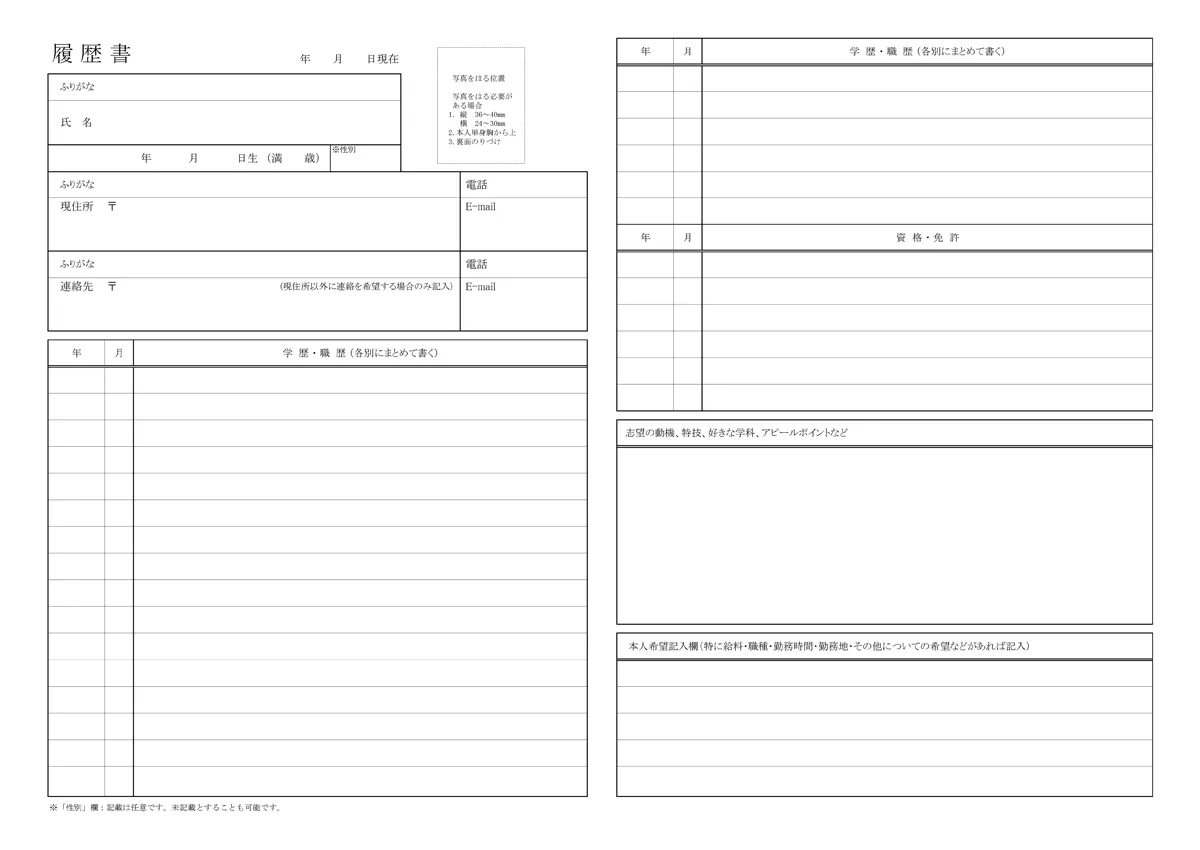 履歴書
年 月 日現在
ふりがな
氏 名
年 月 日生 (満 歳)
※性別
写真をはる位置
写真をはる必要が
ある場合
1. 縦 36～40mm
横 24～30mm
2.本人単身胸から上
3.裏面のりづけ
ふりがな
電話
現住所 〒
E-mail
ふりがな
電話
連絡先 〒 (現住所以外に連絡を希望する場合のみ記入)
E-mail
年 月 学 歴・職 歴 (各別にまとめて書く)
※「性別」欄：記載は任意です。未記載とすることも可能です。
年 月 学 歴・職 歴 (各別にまとめて書く)
年 月 資 格・免 許
志望の動機、特技、好きな学科、アピールポイントなど
本人希望記入欄(特に給料・職種・勤務時間・勤務地・その他についての希望などがあれば記入)